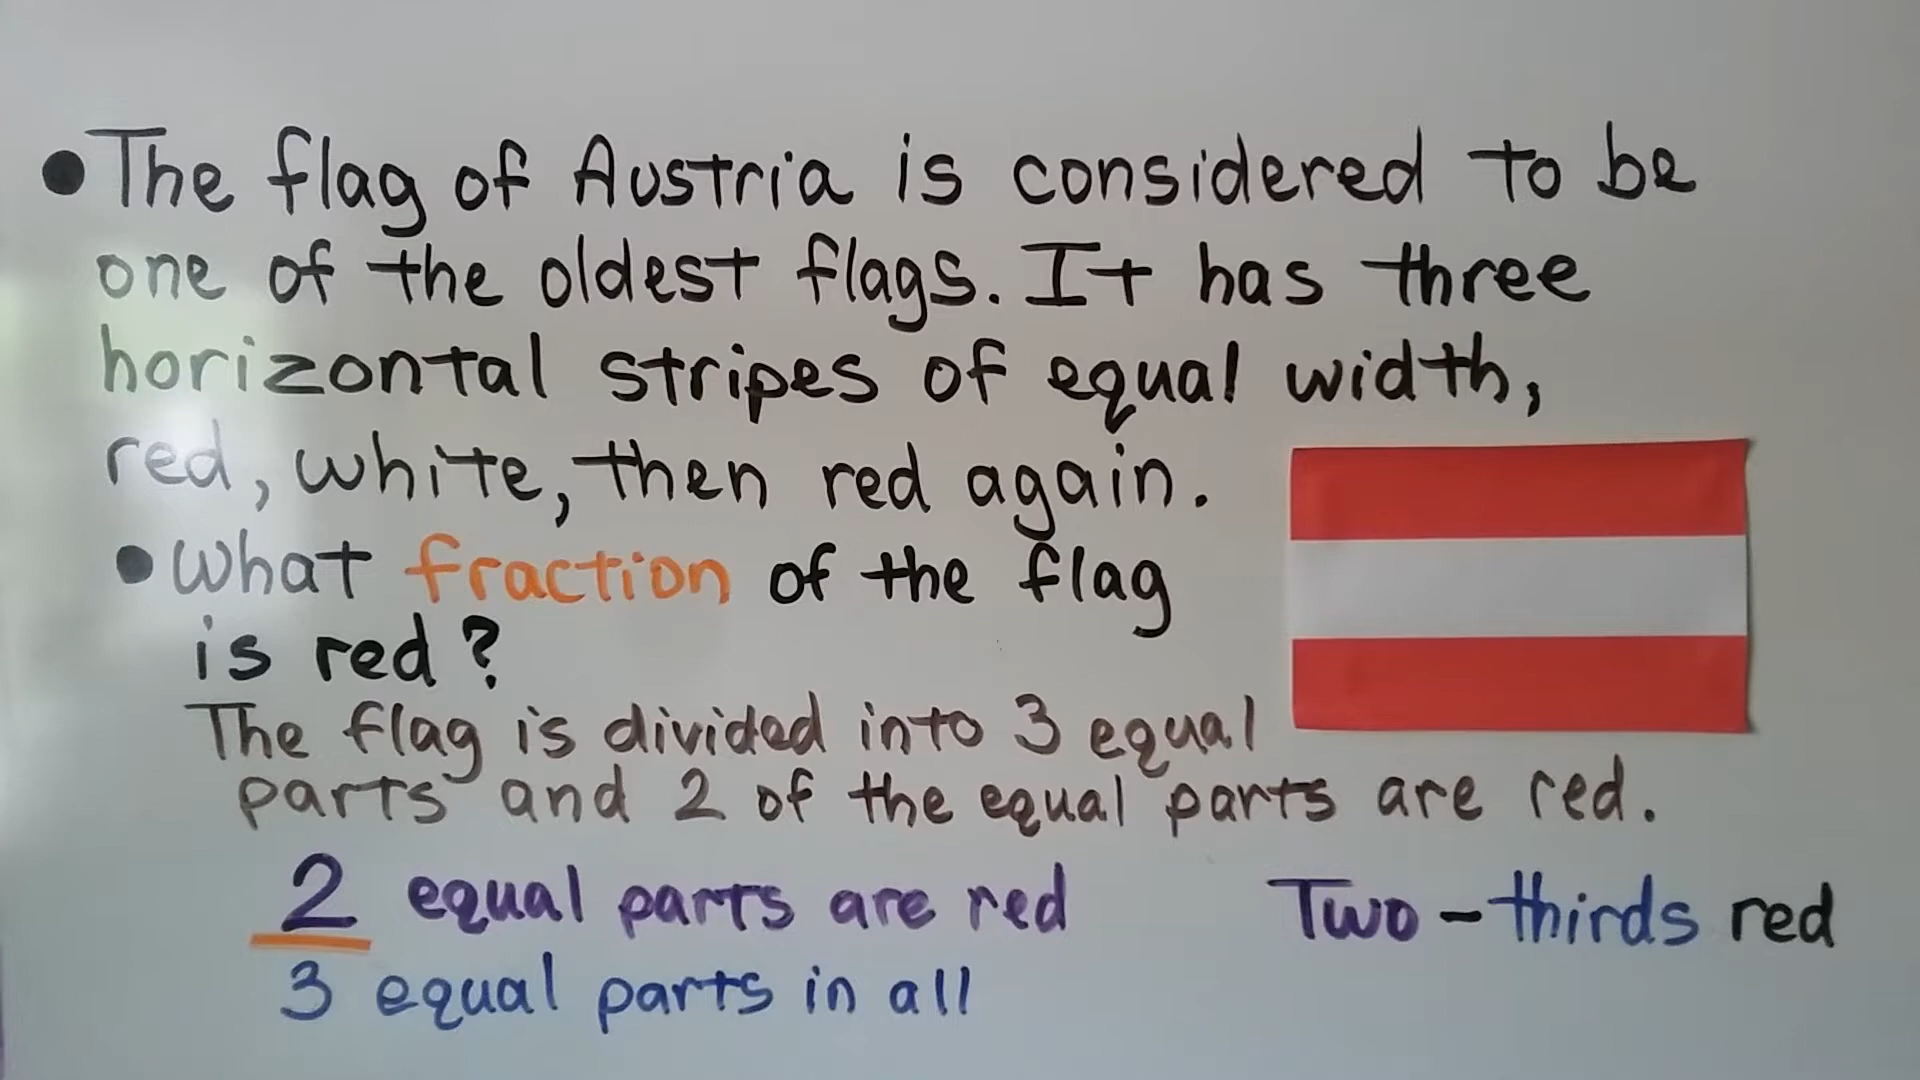 • The flag of Austria is considered to be
one of the oldest flags. It has three
horizontal stripes of equal width,
red, white, then red again.
• What fraction of the flag
is red?
The flag is divided into 3 equal
parts and 2 of the equal parts are red.
2 equal parts are red
3 equal parts in all
Two-thirds red